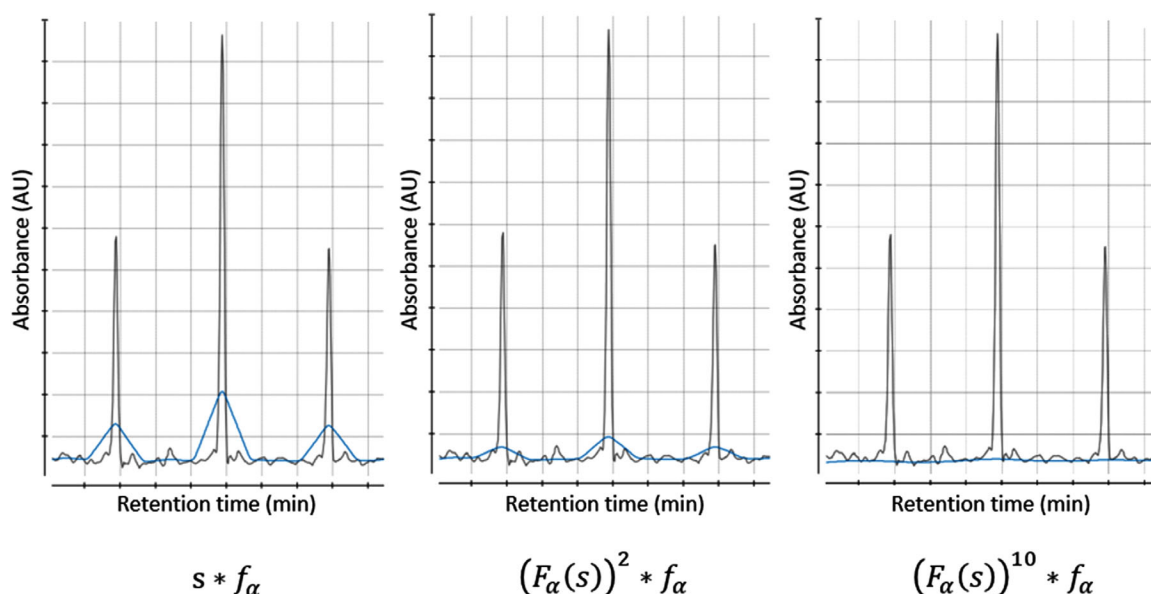 Absorbance (AU)
Retention time (min)
s ∗ f_α
Absorbance (AU)
Retention time (min)
(F_α(s))² ∗ f_α
Absorbance (AU)
Retention time (min)
(F_α(s))¹⁰ ∗ f_α